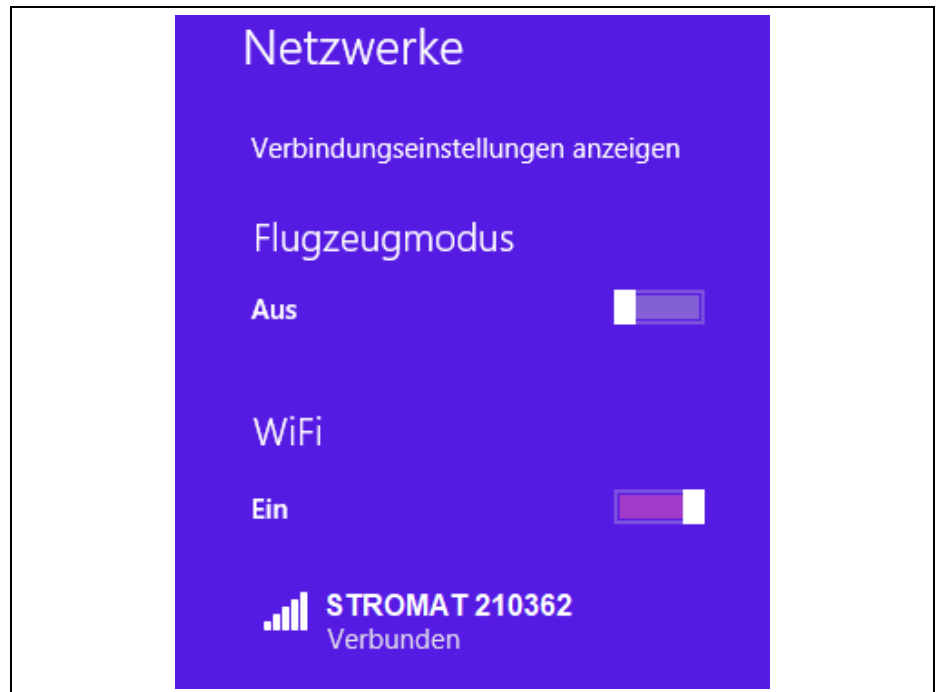 Netzwerke
Verbindungseinstellungen anzeigen
Flugzeugmodus
Aus
WiFi
Ein
STROMAT 210362
Verbunden